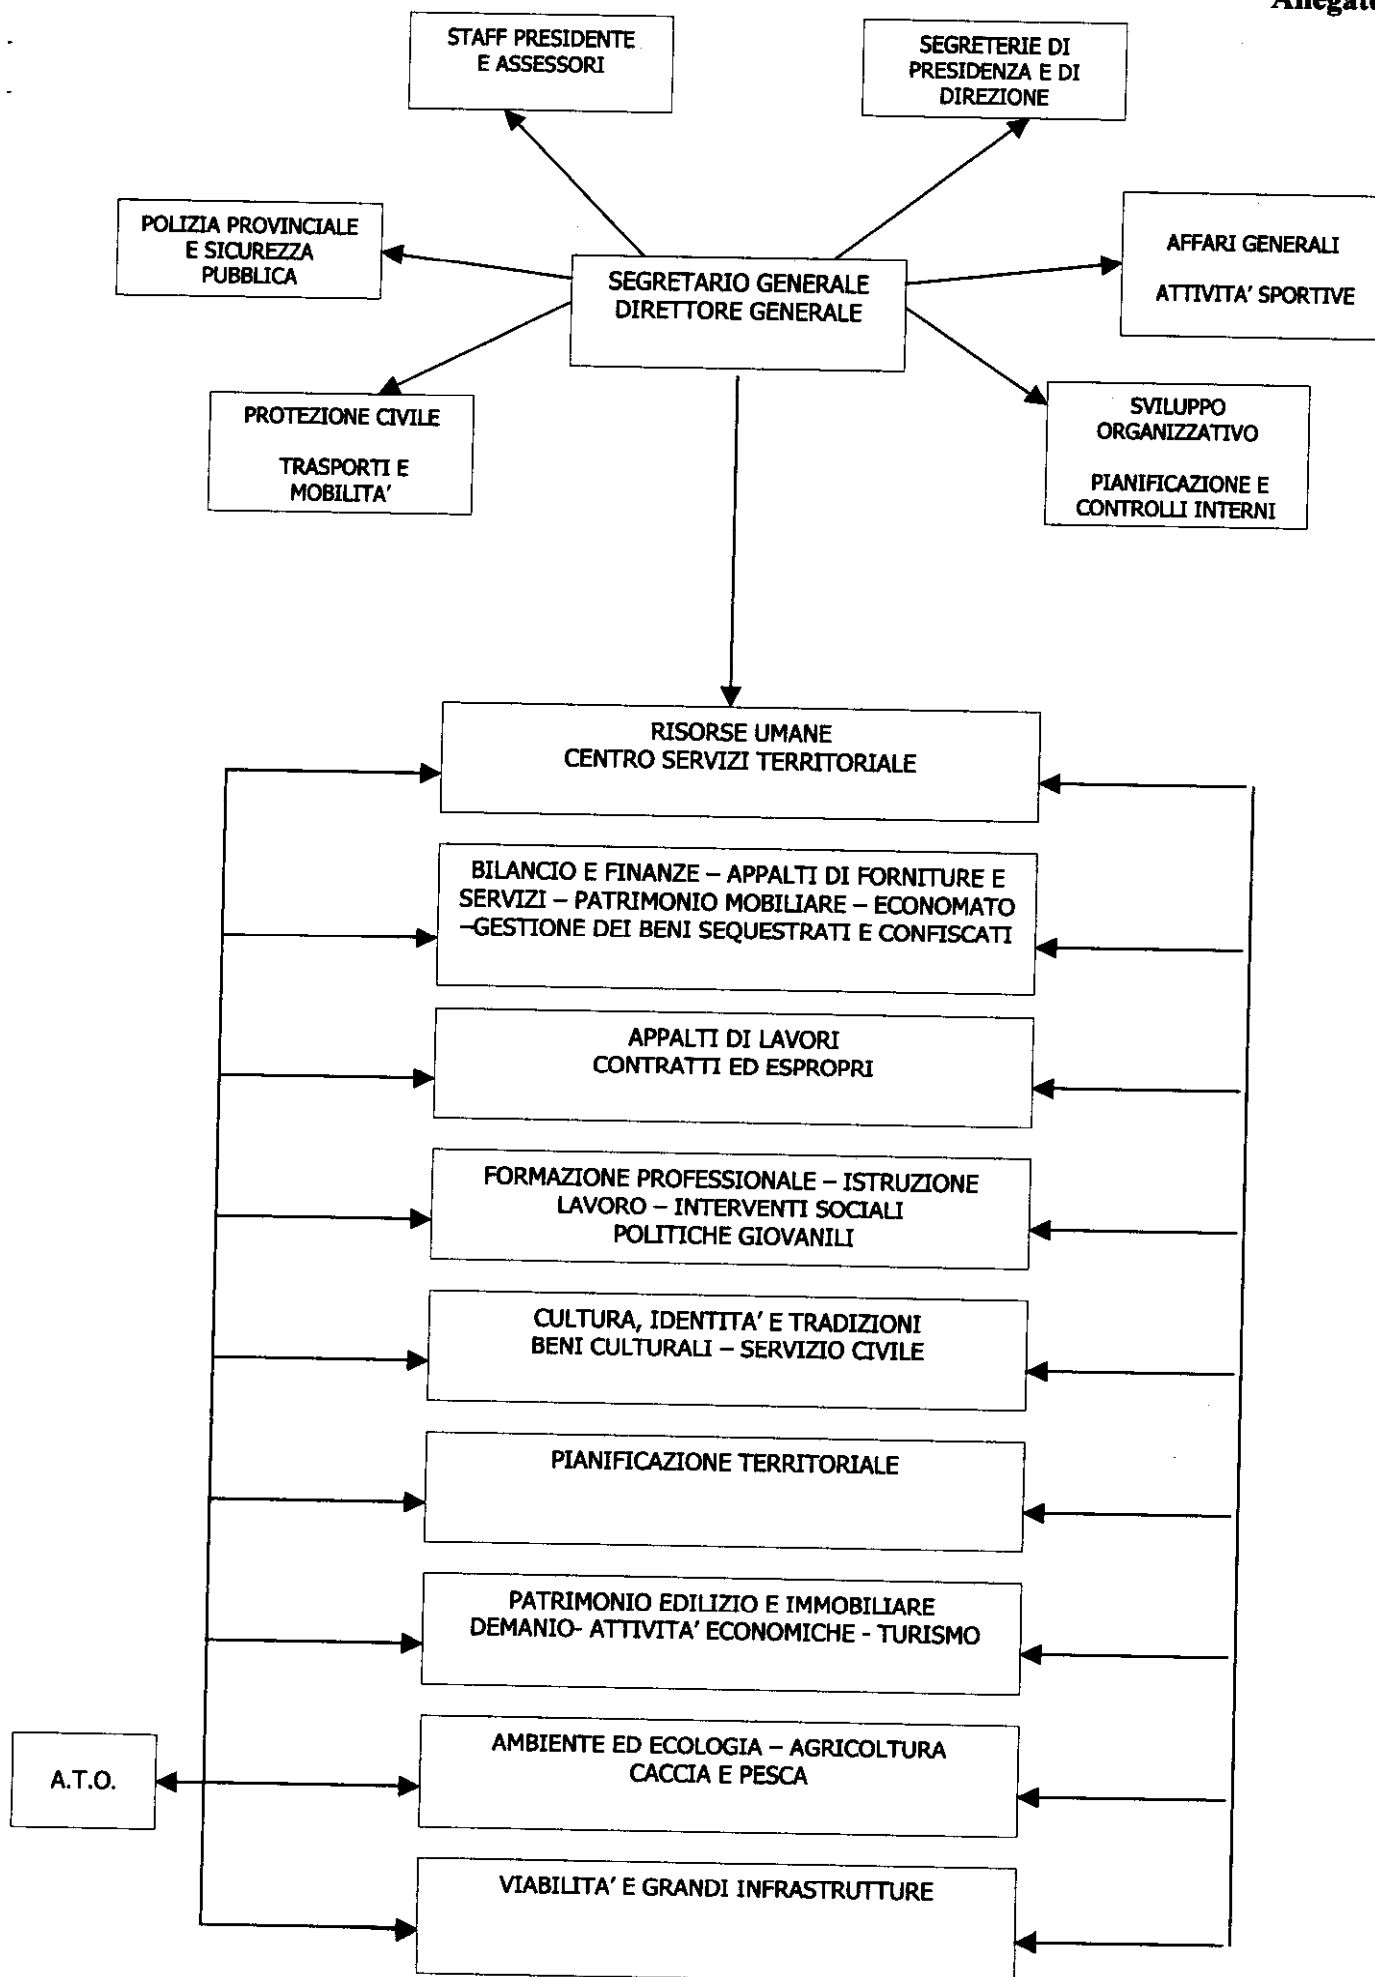 Allegato
STAFF PRESIDENTE
E ASSESSORI
SEGRETERIE DI
PRESIDENZA E DI
DIREZIONE
POLIZIA PROVINCIALE
E SICUREZZA
PUBBLICA
SEGRETARIO GENERALE
DIRETTORE GENERALE
AFFARI GENERALI
ATTIVITA’ SPORTIVE
PROTEZIONE CIVILE
TRASPORTI E
MOBILITA’
SVILUPPO
ORGANIZZATIVO
PIANIFICAZIONE E
CONTROLLI INTERNI
RISORSE UMANE
CENTRO SERVIZI TERRITORIALE
BILANCIO E FINANZE – APPALTI DI FORNITURE E
SERVIZI – PATRIMONIO MOBILIARE – ECONOMATO
–GESTIONE DEI BENI SEQUESTRATI E CONFISCATI
APPALTI DI LAVORI
CONTRATTI ED ESPROPRI
FORMAZIONE PROFESSIONALE – ISTRUZIONE
LAVORO – INTERVENTI SOCIALI
POLITICHE GIOVANILI
CULTURA, IDENTITA’ E TRADIZIONI
BENI CULTURALI – SERVIZIO CIVILE
PIANIFICAZIONE TERRITORIALE
PATRIMONIO EDILIZIO E IMMOBILIARE
DEMANIO- ATTIVITA’ ECONOMICHE - TURISMO
A.T.O.
AMBIENTE ED ECOLOGIA – AGRICOLTURA
CACCIA E PESCA
VIABILITA’ E GRANDI INFRASTRUTTURE